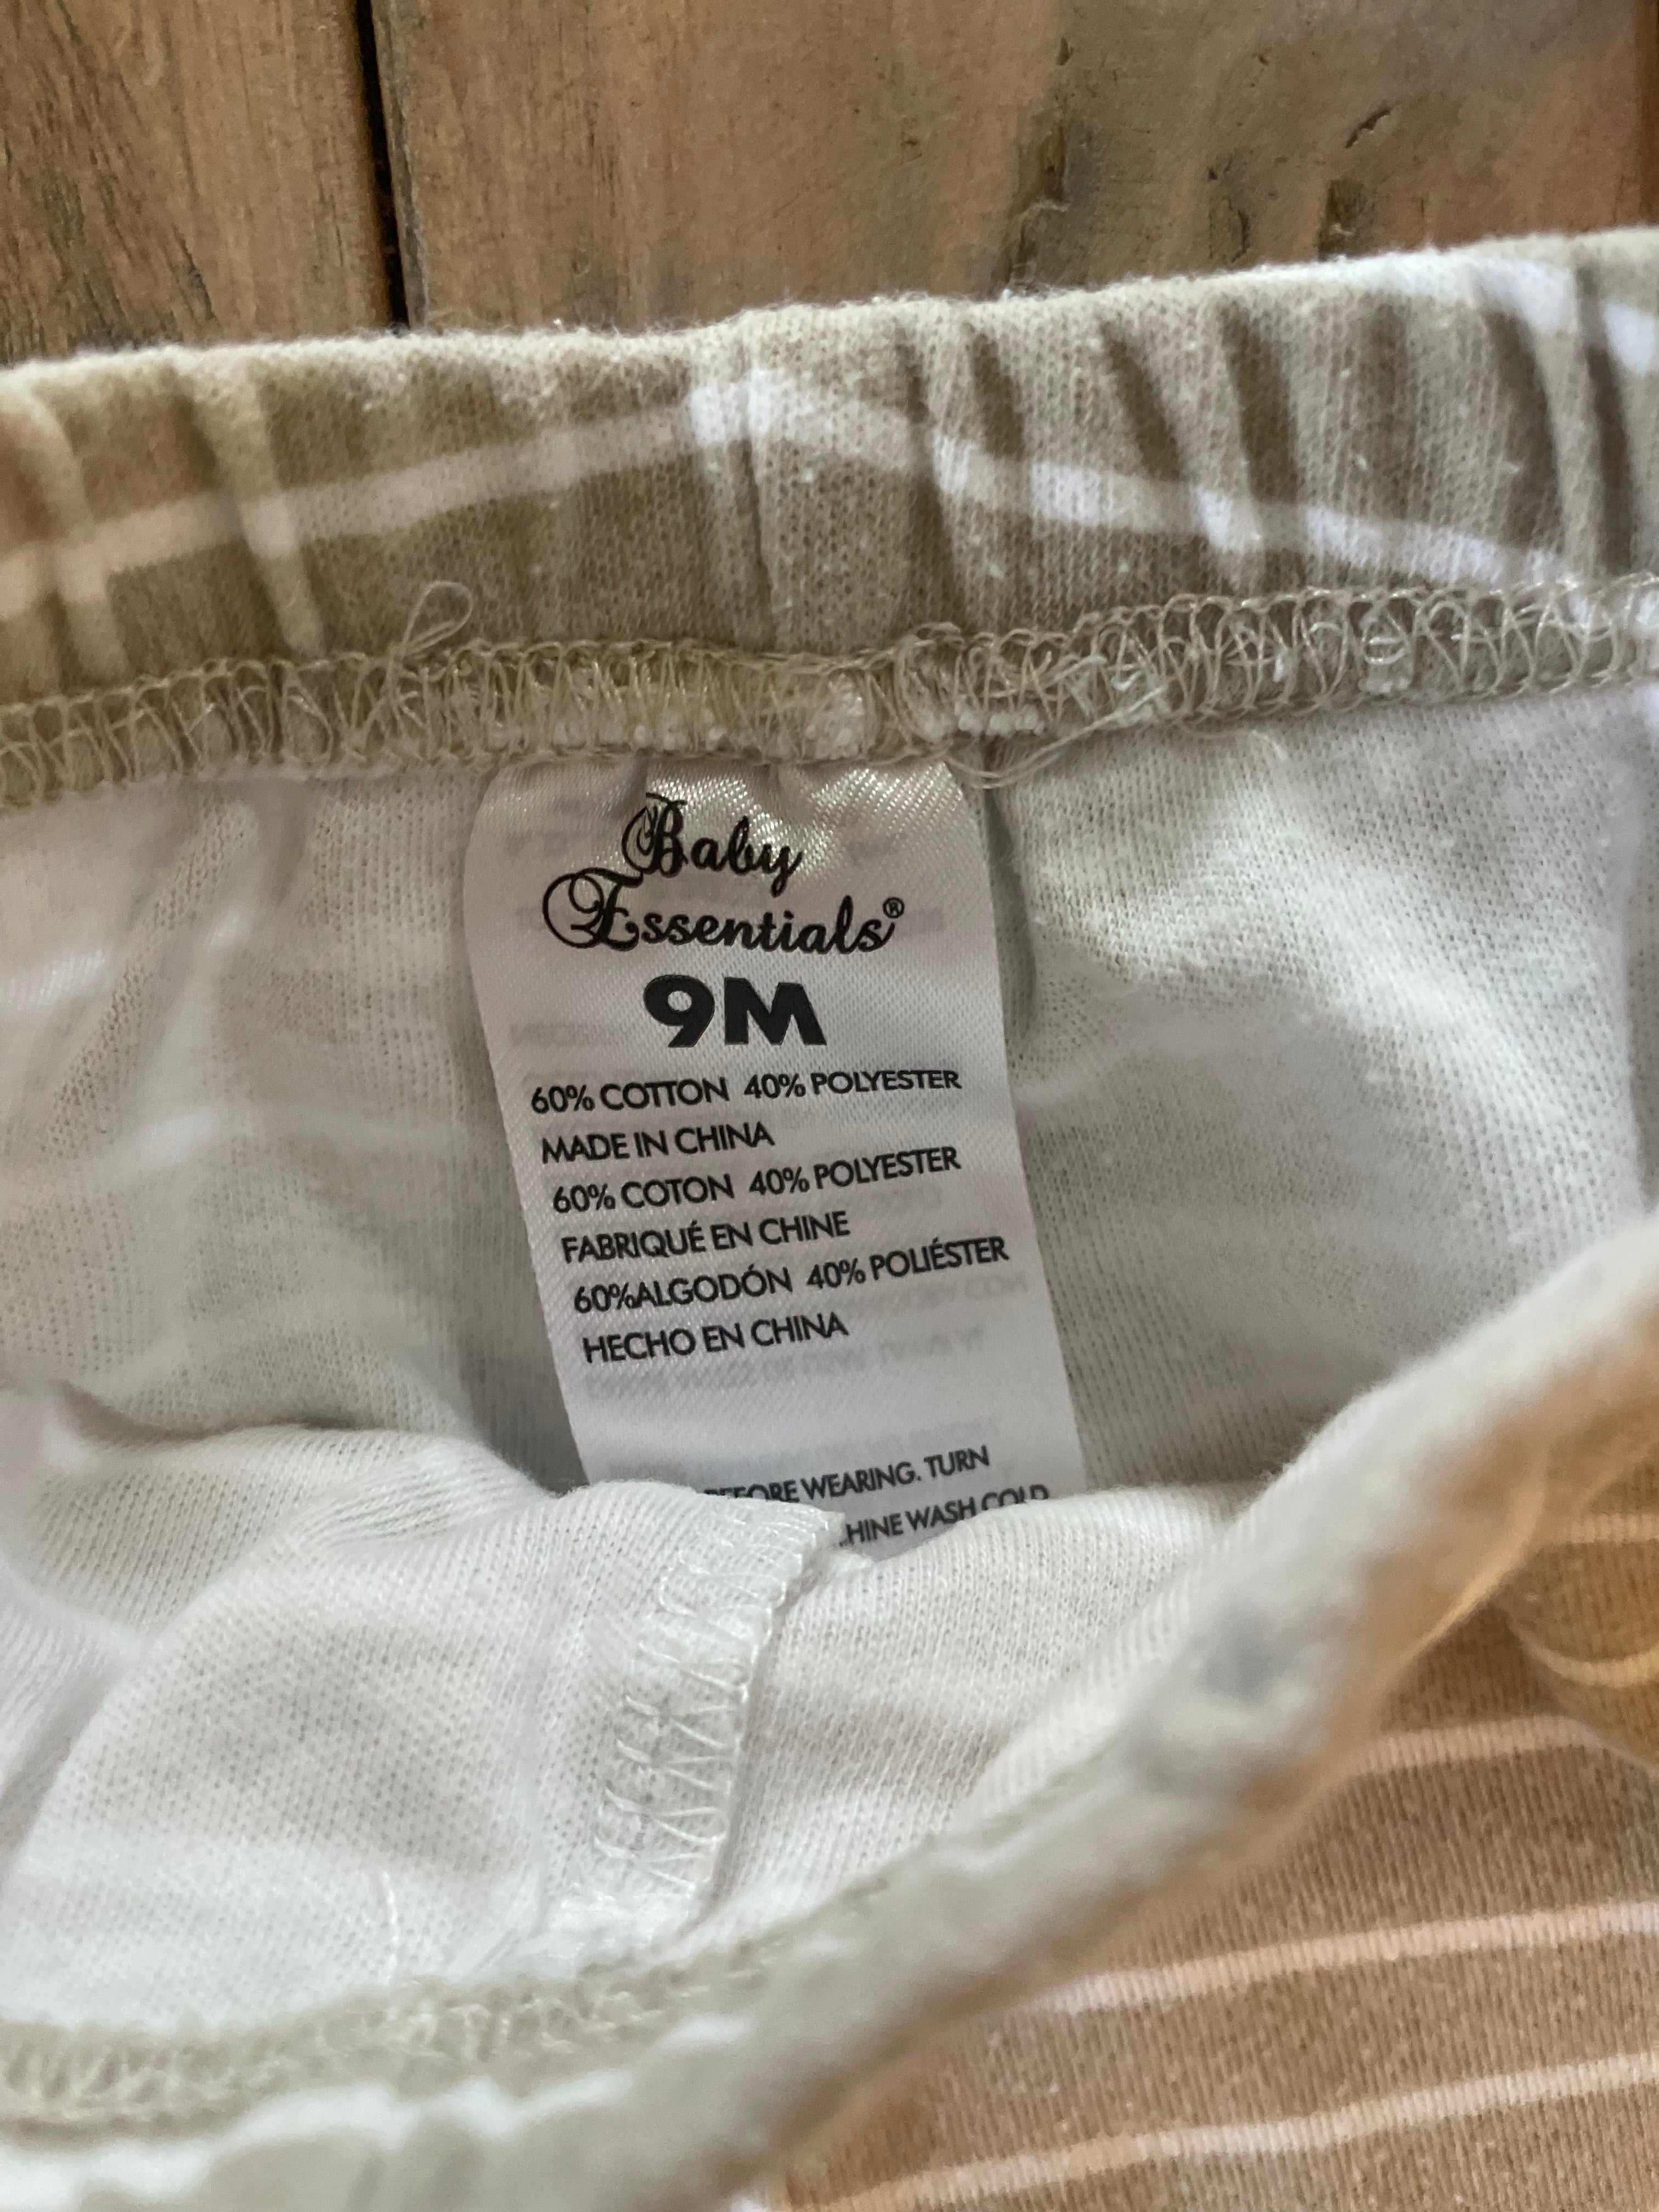 Baby
Essentials®
9M
60% COTTON 40% POLYESTER
MADE IN CHINA
60% COTON 40% POLYESTER
FABRIQUÉ EN CHINE
60%ALGODÓN 40% POLIÉSTER
HECHO EN CHINA
BEFORE WEARING. TURN
WASH COLD